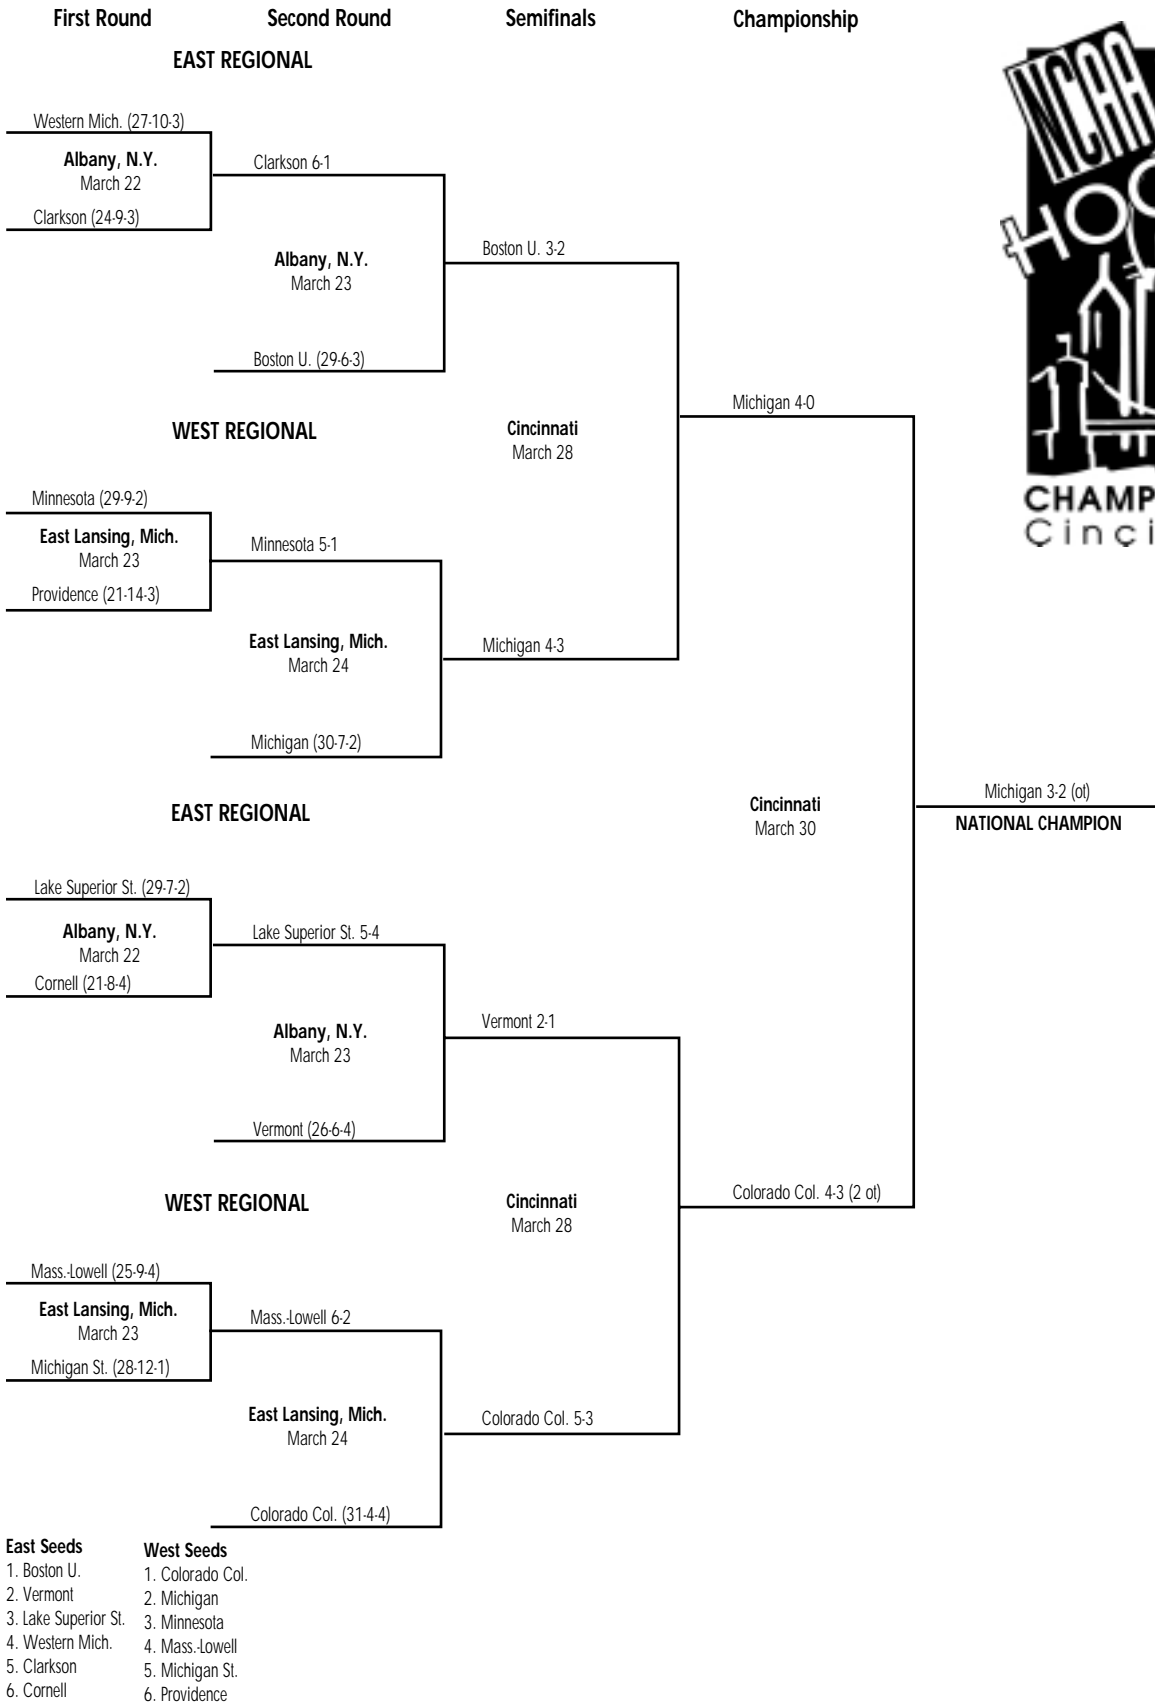 First Round Second Round Semifinals Championship
EAST REGIONAL
Western Mich. (27-10-3)
Albany, N.Y.
March 22
Clarkson (24-9-3)
Clarkson 6-1
Albany, N.Y.
March 23
Boston U. (29-6-3)
Boston U. 3-2
WEST REGIONAL
Minnesota (29-9-2)
East Lansing, Mich.
March 23
Providence (21-14-3)
Minnesota 5-1
East Lansing, Mich.
March 24
Michigan (30-7-2)
Michigan 4-3
Cincinnati
March 28
Michigan 4-0
EAST REGIONAL
Lake Superior St. (29-7-2)
Albany, N.Y.
March 22
Cornell (21-8-4)
Lake Superior St. 5-4
Albany, N.Y.
March 23
Vermont (26-6-4)
Vermont 2-1
WEST REGIONAL
Mass.-Lowell (25-9-4)
East Lansing, Mich.
March 23
Michigan St. (28-12-1)
Mass.-Lowell 6-2
East Lansing, Mich.
March 24
Colorado Col. (31-4-4)
Colorado Col. 5-3
Cincinnati
March 28
Colorado Col. 4-3 (2 ot)
Cincinnati
March 30
Michigan 3-2 (ot)
NATIONAL CHAMPION
NCAA
HOC
CHAMP
Cinci
East Seeds
1. Boston U.
2. Vermont
3. Lake Superior St.
4. Western Mich.
5. Clarkson
6. Cornell
West Seeds
1. Colorado Col.
2. Michigan
3. Minnesota
4. Mass.-Lowell
5. Michigan St.
6. Providence